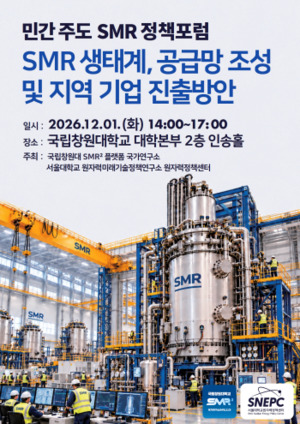 민간 주도 SMR 정책포럼
SMR 생태계, 공급망 조성
및 지역 기업 진출방안
일시 : 2026.12.01.(화) 14:00~17:00
장소 : 국립창원대학교 대학본부 2층 인송홀
주최 : 국립창원대 SMR³ 플랫폼 국가연구소
서울대학교 원자력미래기술정책연구소 원자력정책센터
SMR
SMR
SMR
SMR
SNEPC